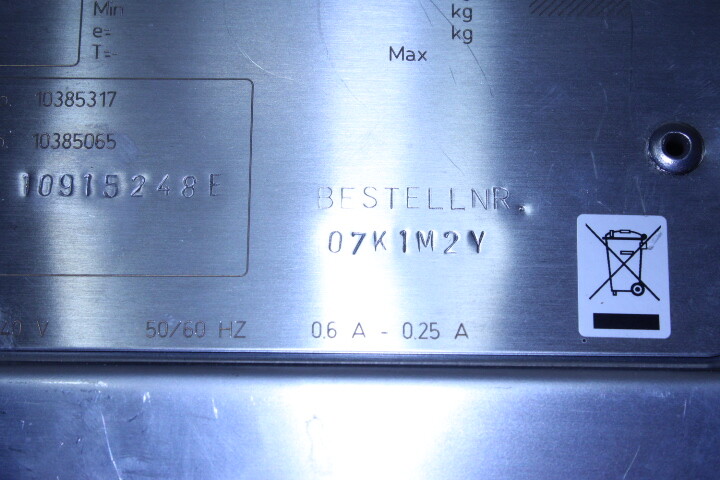 Min kg
e= kg
T=-
Max
10385317
10385065
10915248E
BESTELLNR.
07K1M2Y
V 50/60 HZ 0.6 A - 0.25 A